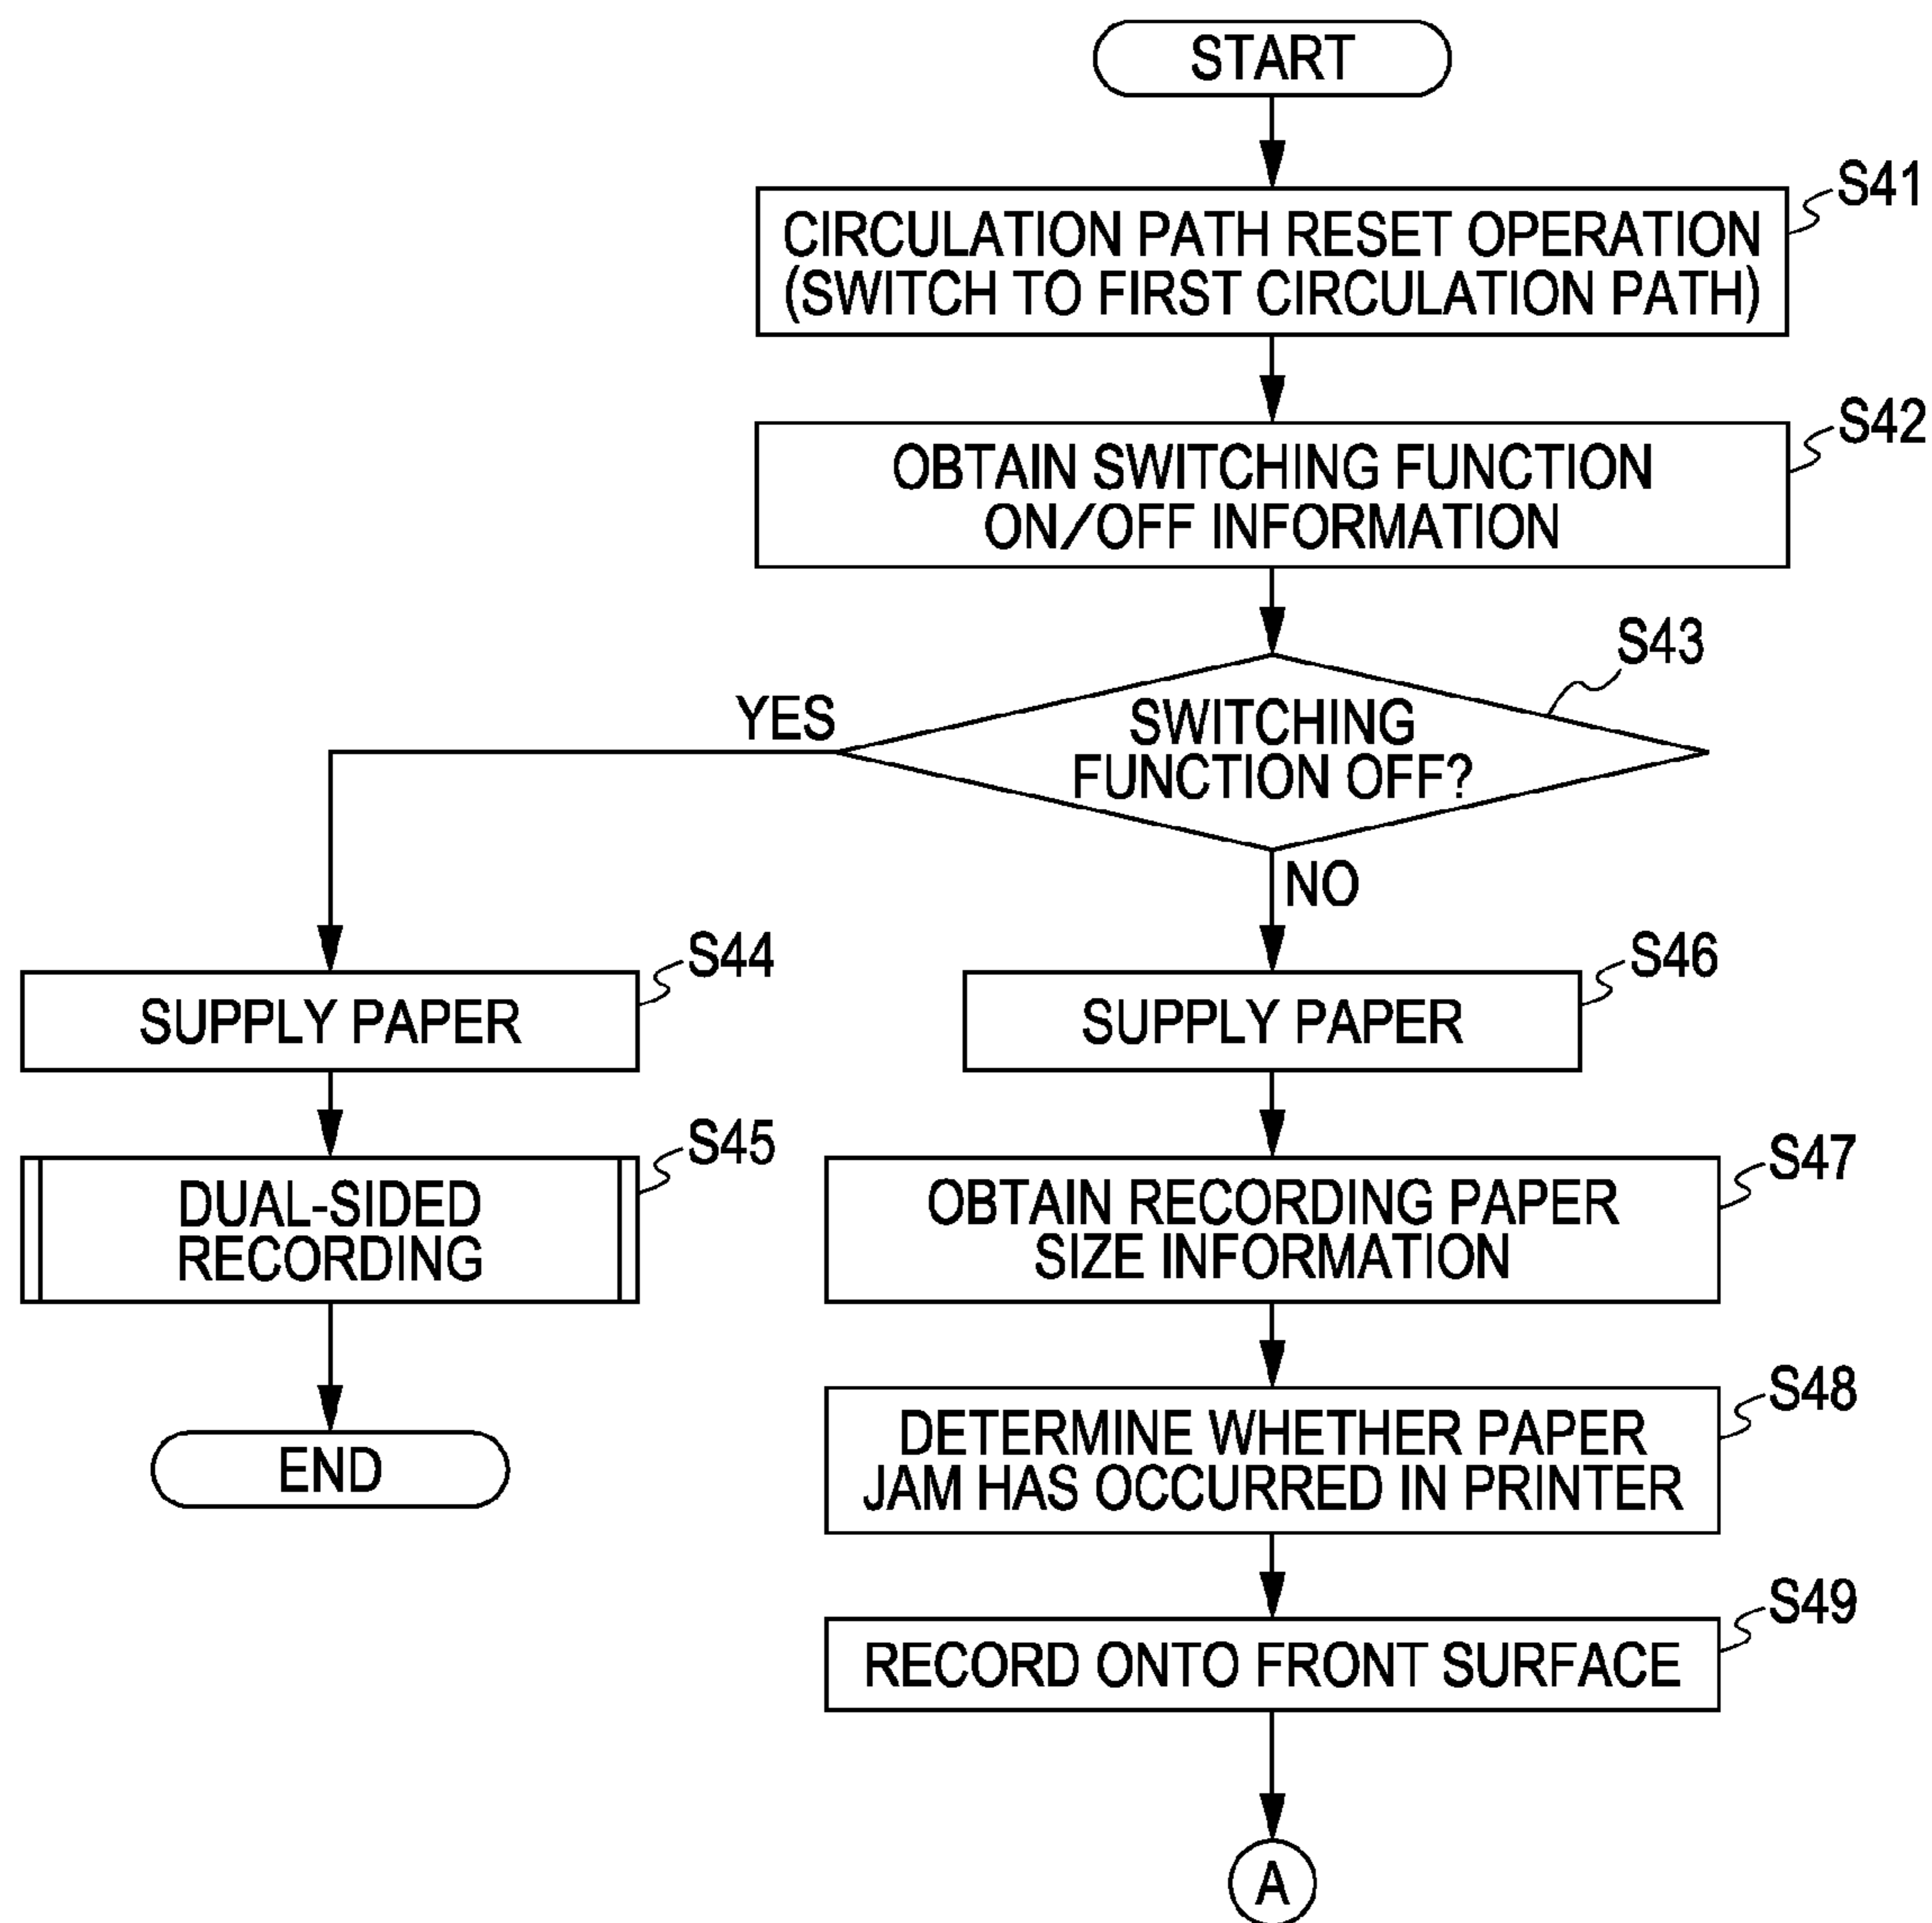 START
S41
CIRCULATION PATH RESET OPERATION
(SWITCH TO FIRST CIRCULATION PATH)
S42
OBTAIN SWITCHING FUNCTION
ON/OFF INFORMATION
S43
SWITCHING
FUNCTION OFF?
YES
NO
S44
SUPPLY PAPER
S45
DUAL-SIDED
RECORDING
END
S46
SUPPLY PAPER
S47
OBTAIN RECORDING PAPER
SIZE INFORMATION
S48
DETERMINE WHETHER PAPER
JAM HAS OCCURRED IN PRINTER
S49
RECORD ONTO FRONT SURFACE
A